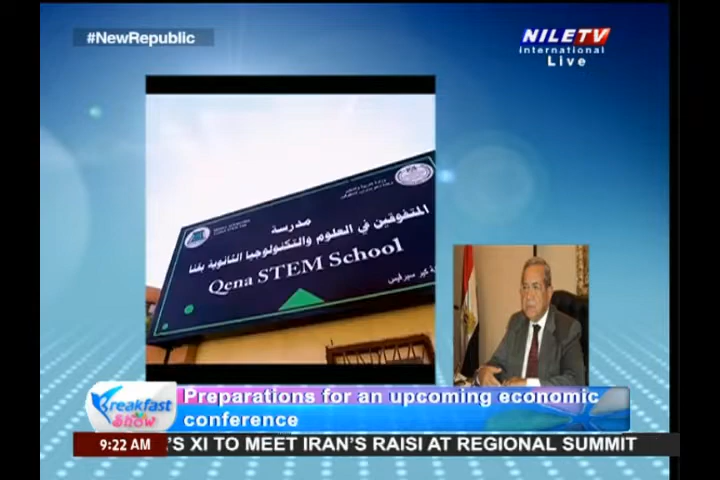 #NewRepublic
NILETV
international
Live
مدرسة
المتفوقين في العلوم والتكنولوجيا الثانوية بقنا
Qena STEM School
Breakfast
Show
Preparations for an upcoming economic
conference
9:22 AM
'S XI TO MEET IRAN'S RAISI AT REGIONAL SUMMIT